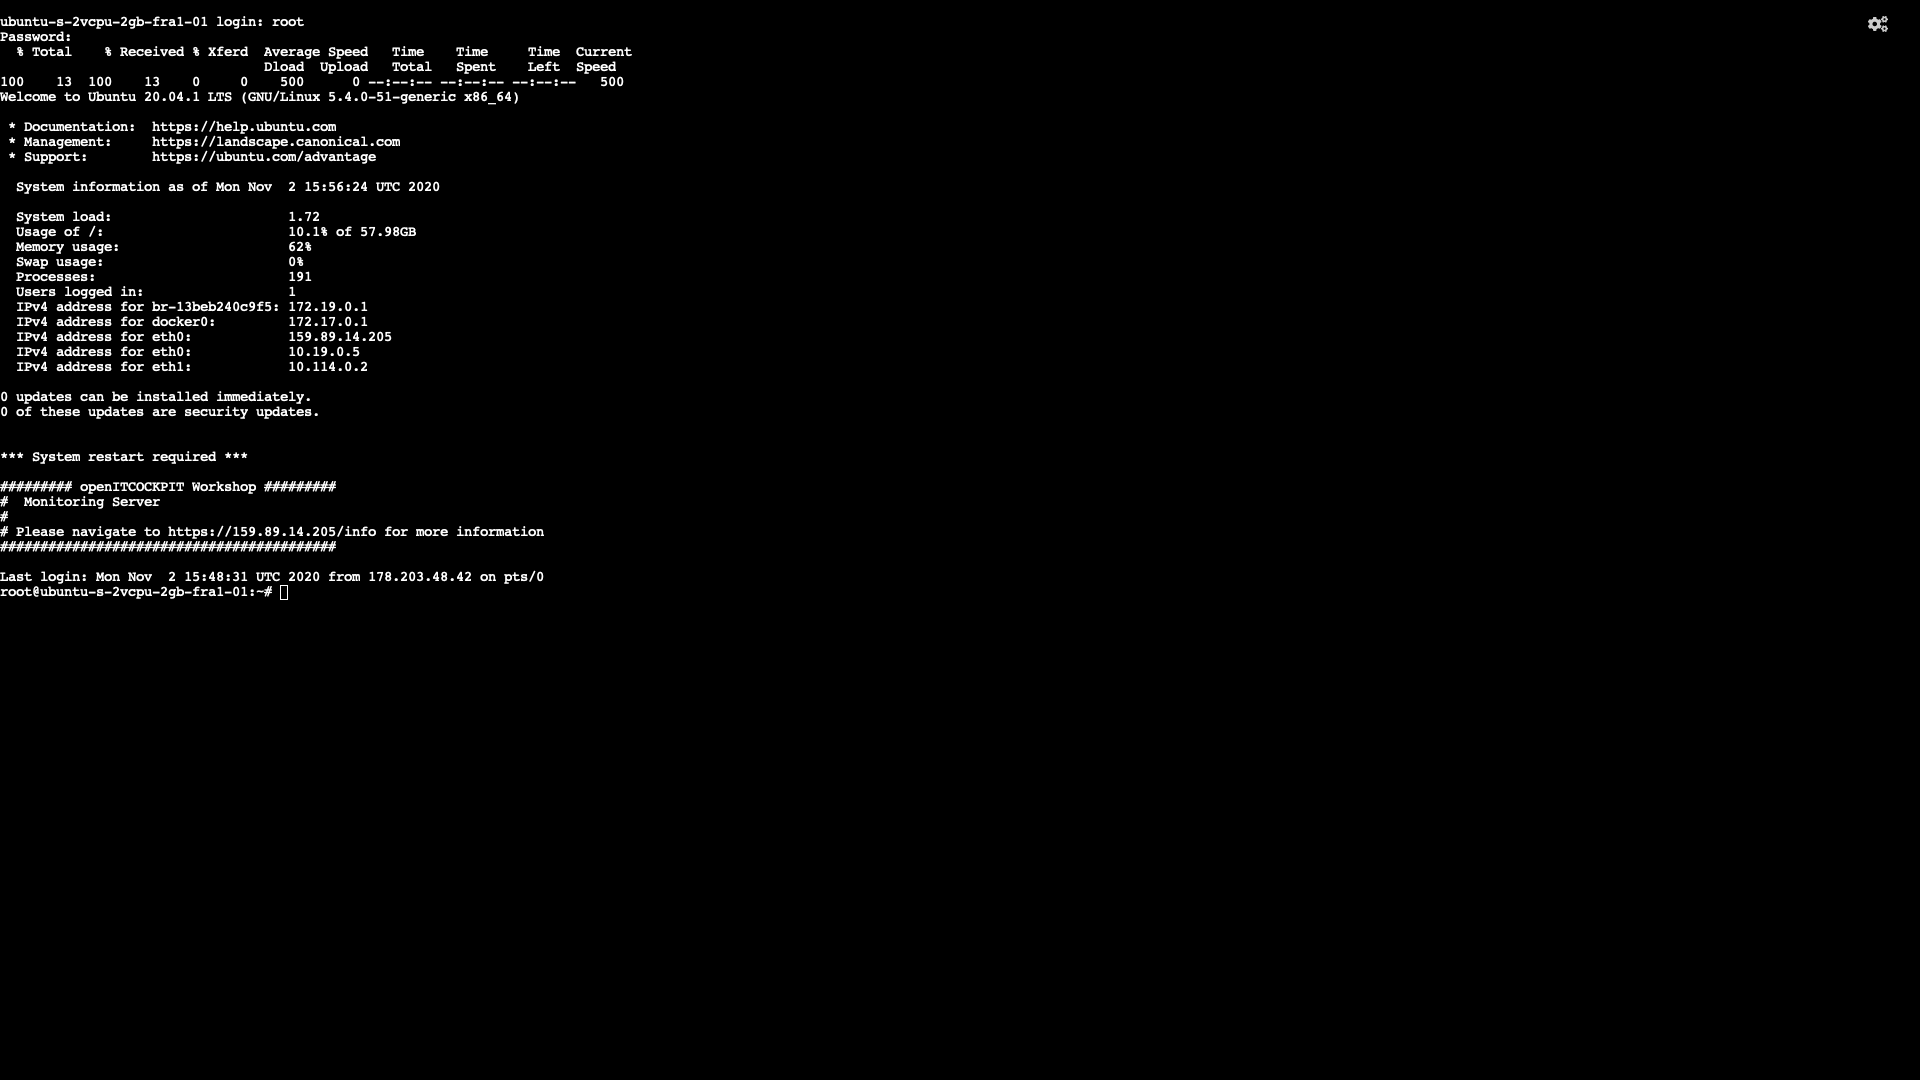 ubuntu-s-2vcpu-2gb-fra1-01 login: root
Password:
  % Total    % Received % Xferd  Average Speed   Time    Time     Time  Current
                                 Dload  Upload   Total   Spent    Left  Speed
100    13  100    13    0     0    500      0 --:--:-- --:--:-- --:--:--   500
Welcome to Ubuntu 20.04.1 LTS (GNU/Linux 5.4.0-51-generic x86_64)

 * Documentation:  https://help.ubuntu.com
 * Management:     https://landscape.canonical.com
 * Support:        https://ubuntu.com/advantage

  System information as of Mon Nov  2 15:56:24 UTC 2020

  System load:                      1.72
  Usage of /:                       10.1% of 57.98GB
  Memory usage:                     62%
  Swap usage:                       0%
  Processes:                        191
  Users logged in:                  1
  IPv4 address for br-13beb240c9f5: 172.19.0.1
  IPv4 address for docker0:         172.17.0.1
  IPv4 address for eth0:            159.89.14.205
  IPv4 address for eth0:            10.19.0.5
  IPv4 address for eth1:            10.114.0.2

0 updates can be installed immediately.
0 of these updates are security updates.


*** System restart required ***

######### openITCOCKPIT Workshop #########
#  Monitoring Server
#
# Please navigate to https://159.89.14.205/info for more information
##########################################

Last login: Mon Nov  2 15:48:31 UTC 2020 from 178.203.48.42 on pts/0
root@ubuntu-s-2vcpu-2gb-fra1-01:~#